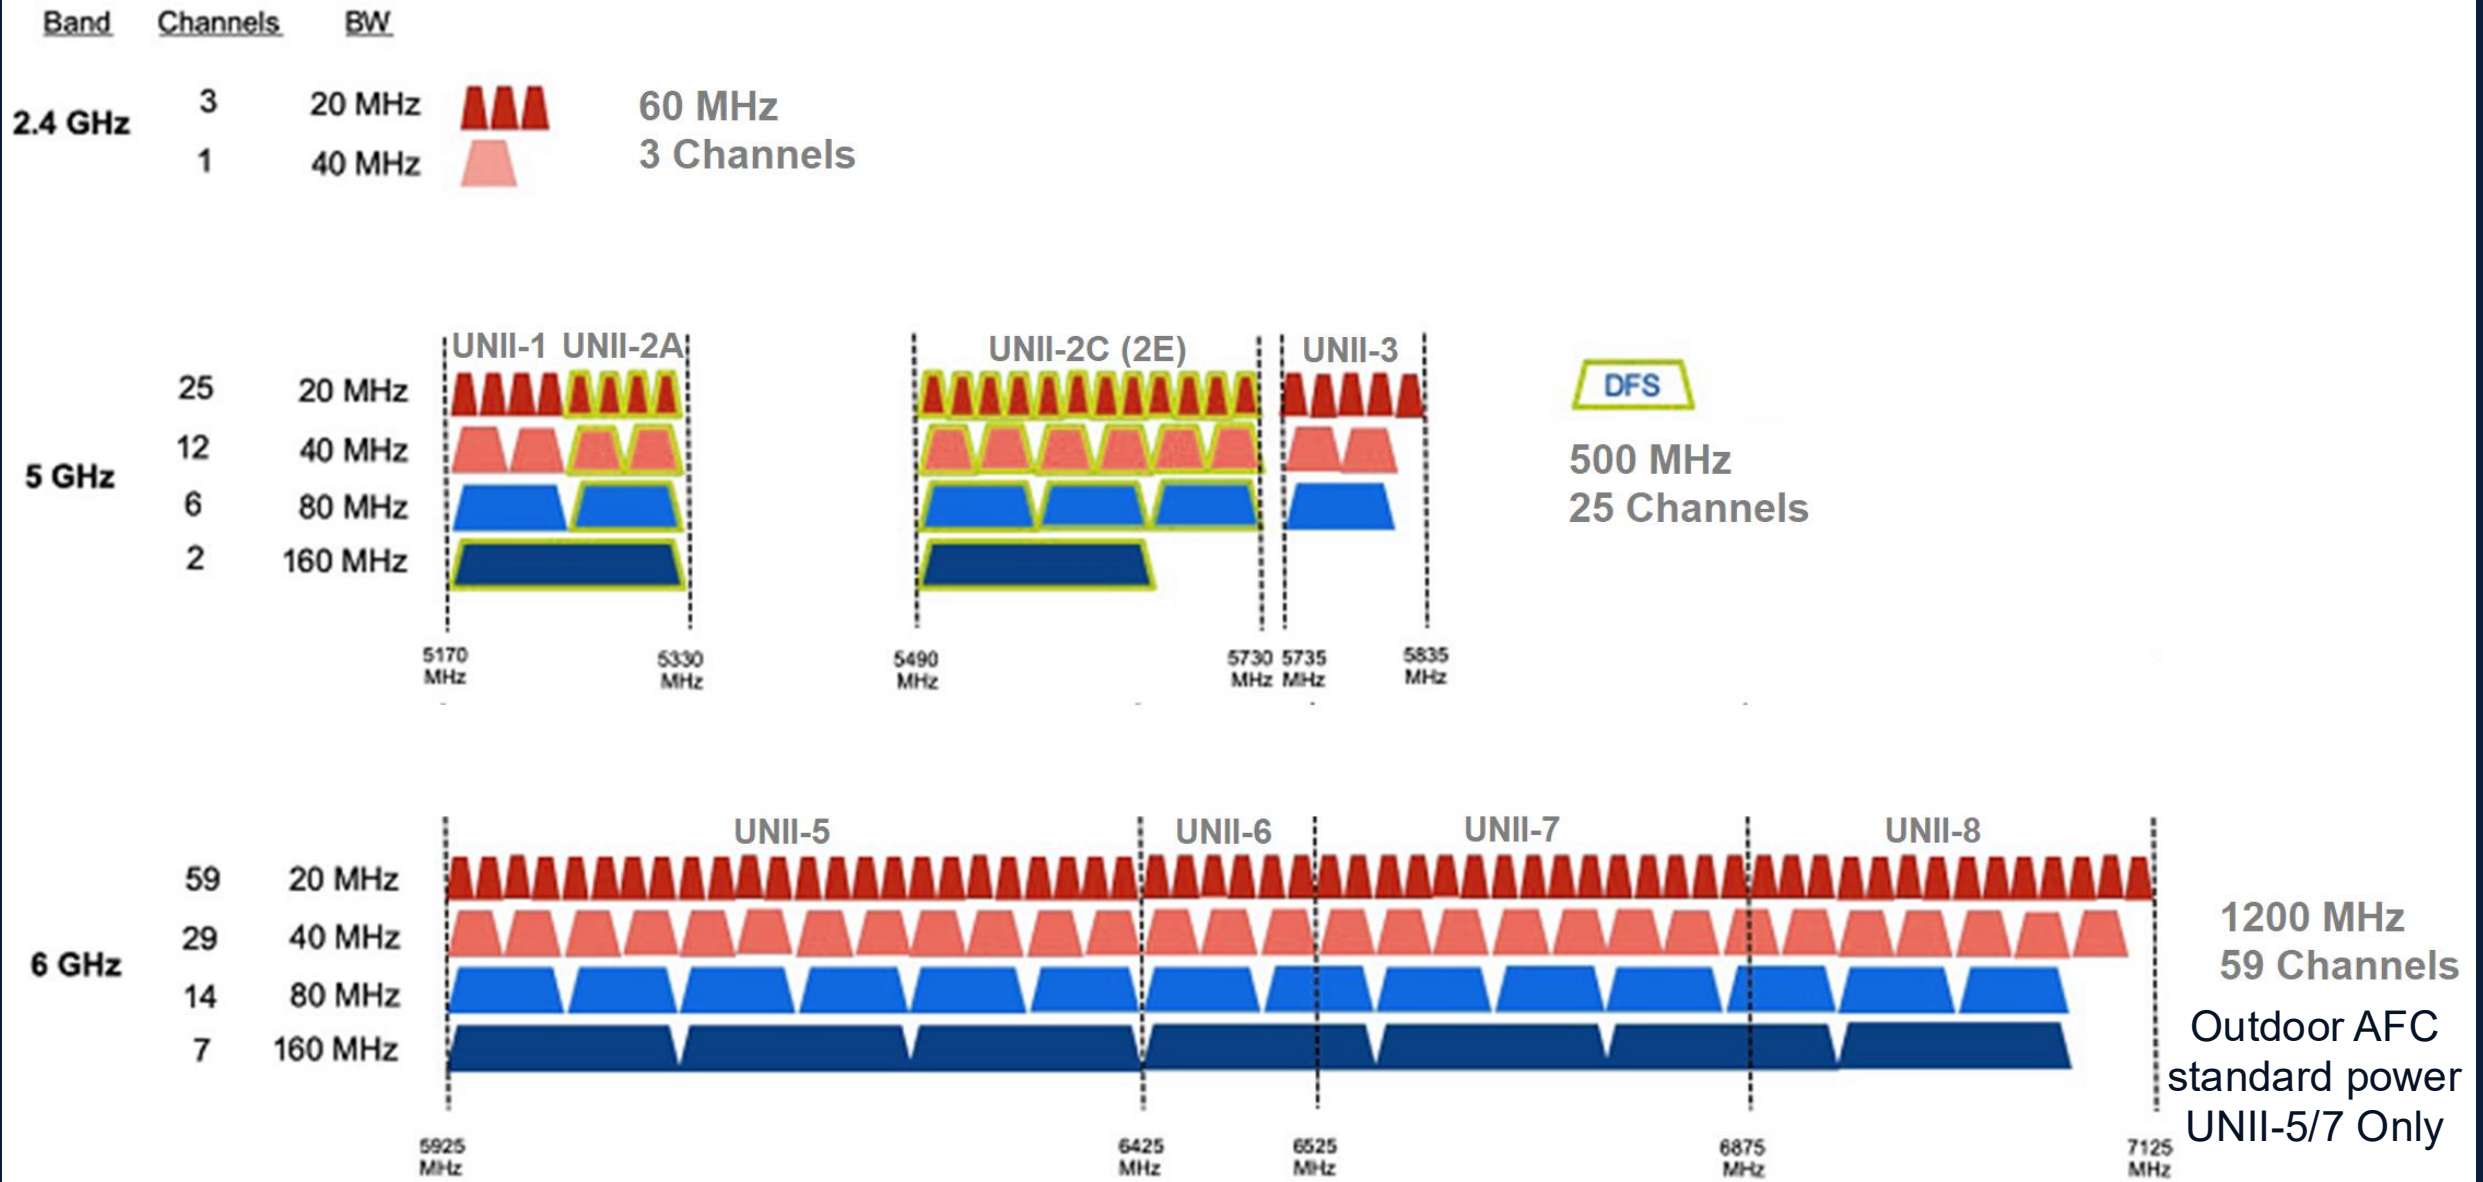 Band Channels BW
2.4 GHz
3 20 MHz
1 40 MHz
60 MHz
3 Channels
UNII-1 UNII-2A UNII-2C (2E) UNII-3
5 GHz
25 20 MHz
12 40 MHz
6 80 MHz
2 160 MHz
DFS
500 MHz
25 Channels
5170 MHz
5330 MHz
5490 MHz
5730 MHz
5735 MHz
5835 MHz
UNII-5 UNII-6 UNII-7 UNII-8
6 GHz
59 20 MHz
29 40 MHz
14 80 MHz
7 160 MHz
1200 MHz
59 Channels
Outdoor AFC
standard power
UNII-5/7 Only
5925 MHz
6425 MHz
6525 MHz
6875 MHz
7125 MHz